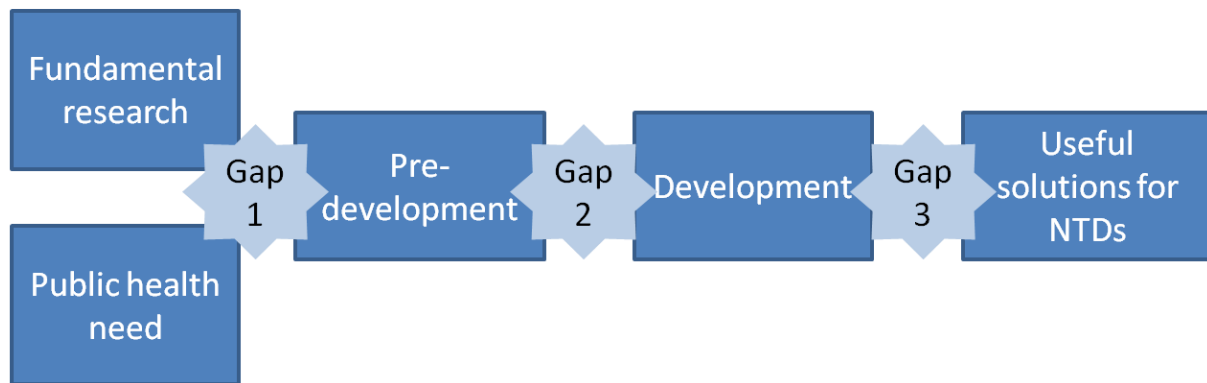 Fundamental
research
Public health
need
Gap
1
Pre-
development
Gap
2
Development
Gap
3
Useful
solutions for
NTDs